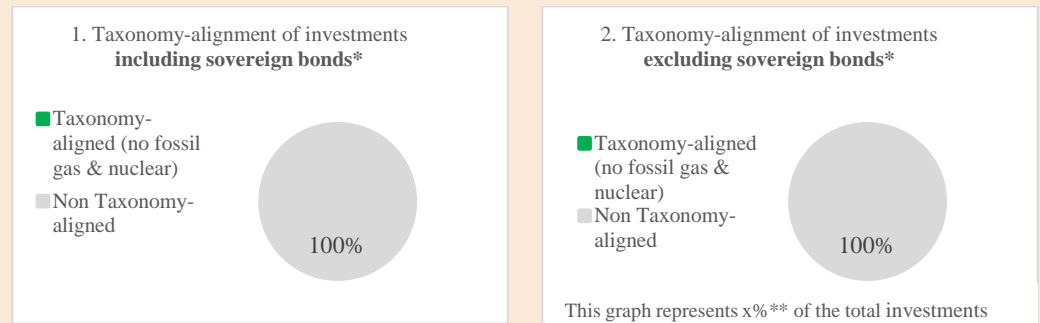 1. Taxonomy-alignment of investments
including sovereign bonds*
Taxonomy-
aligned (no fossil
gas & nuclear)
Non Taxonomy-
aligned
100%
2. Taxonomy-alignment of investments
excluding sovereign bonds*
Taxonomy-aligned
(no fossil gas &
nuclear)
Non Taxonomy-
aligned
100%
This graph represents x%** of the total investments